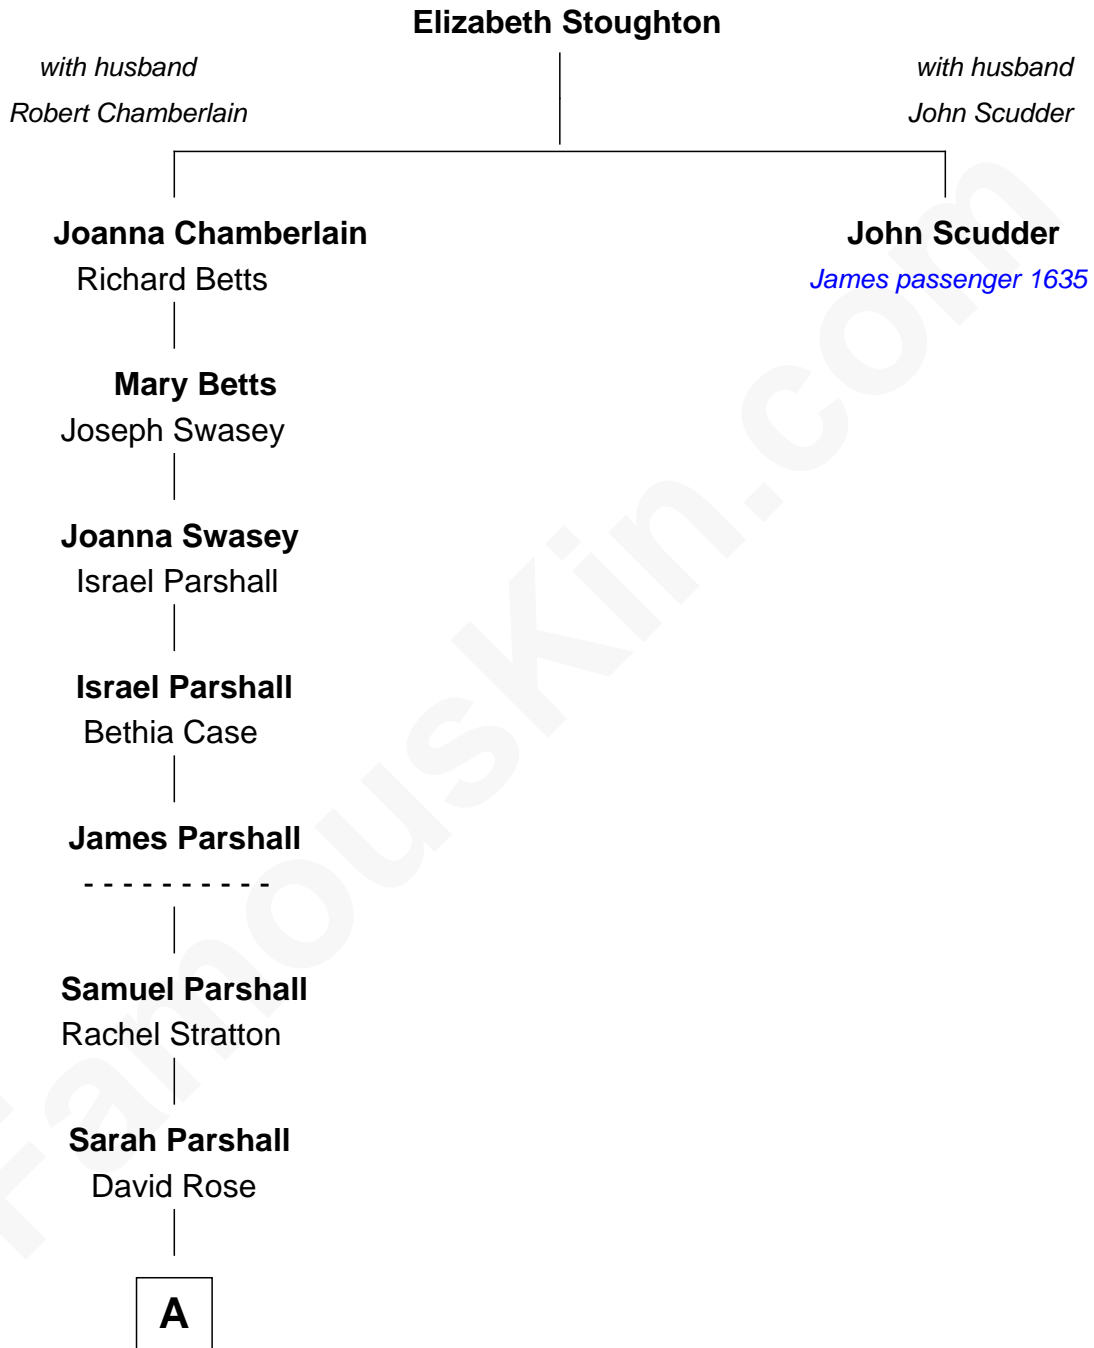 Elizabeth Stoughton
with husband
Robert Chamberlain
with husband
John Scudder
Joanna Chamberlain
Richard Betts
John Scudder
James passenger 1635
Mary Betts
Joseph Swasey
Joanna Swasey
Israel Parshall
Israel Parshall
Bethia Case
James Parshall
- - - - - - - - - -
Samuel Parshall
Rachel Stratton
Sarah Parshall
David Rose
A
FamousKin.com